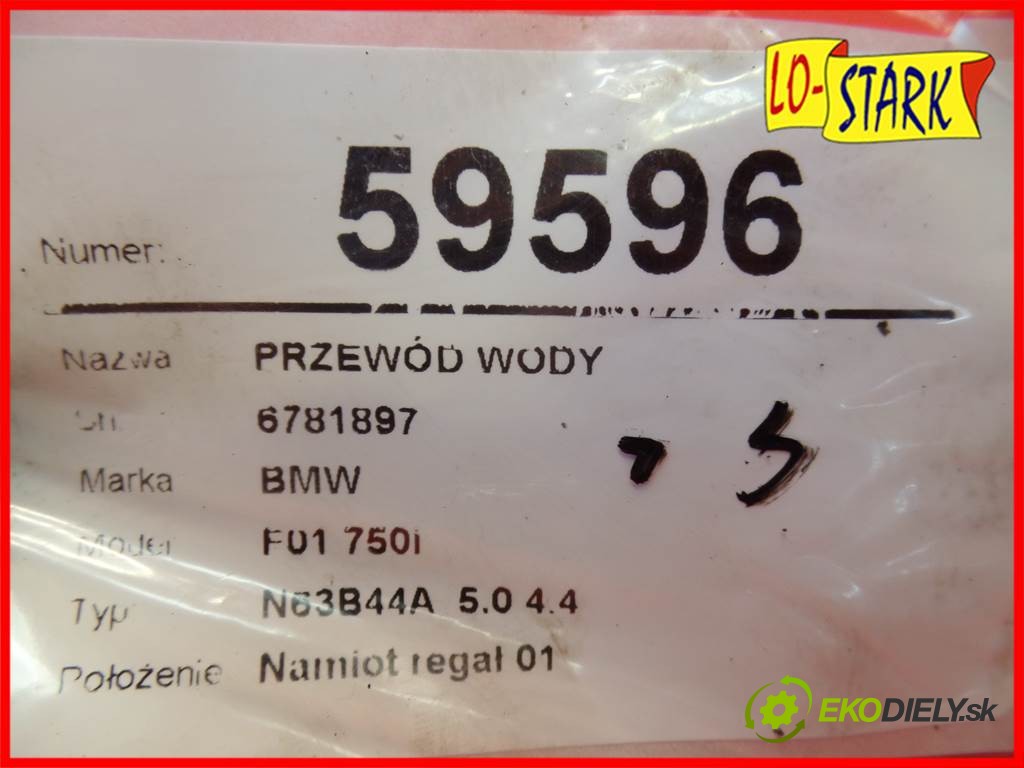 LO-STARK
Numer: 59596
Nazwa PRZEWÓD WODY
6781897
Marka BMW
Model F01 750i
Typ N63B44A 5.0 4.4
Położenie Namiot regał 01
EKODIELY.sk